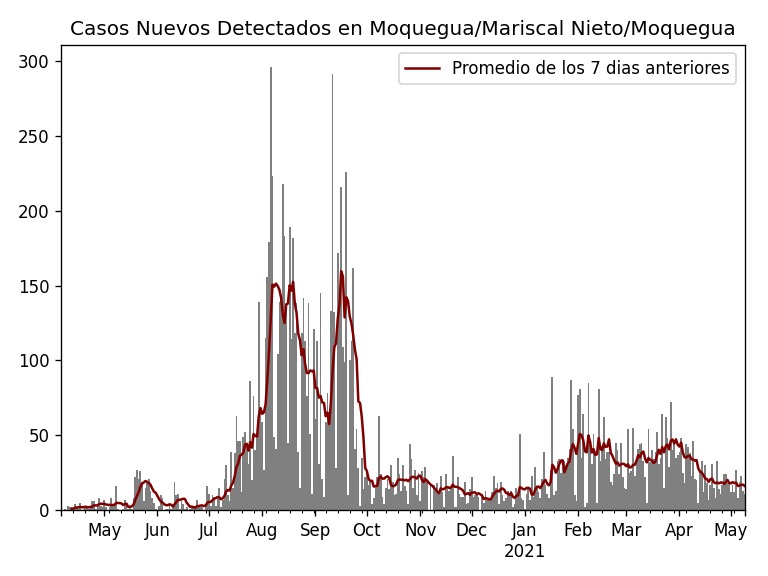 Casos Nuevos Detectados en Moquegua/Mariscal Nieto/Moquegua
Promedio de los 7 dias anteriores
300
250
200
150
100
50
0
May Jun Jul Aug Sep Oct Nov Dec Jan Feb Mar Apr May
2021